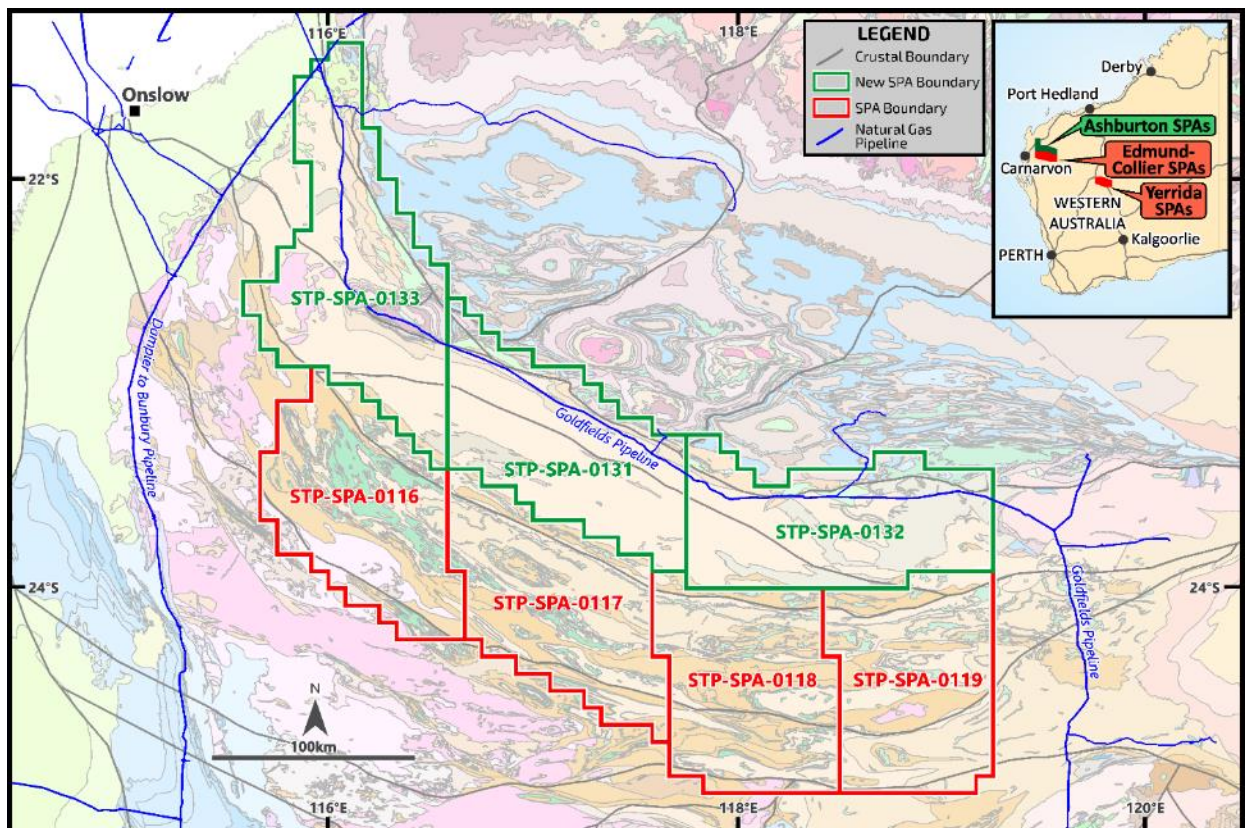 116°E
118°E
LEGEND
Crustal Boundary
New SPA Boundary
SPA Boundary
Natural Gas
Pipeline
Derby
Port Hedland
Ashburton SPAs
Edmund-
Collier SPAs
Carnarvon
Yerrida
SPAs
WESTERN
AUSTRALIA
Kalgoorlie
PERTH
Onslow
22°S
STP-SPA-0133
Dampier to Bunbury Pipeline
Goldfields Pipeline
STP-SPA-0131
STP-SPA-0116
STP-SPA-0132
24°S
24°S
STP-SPA-0117
Goldfields Pipeline
STP-SPA-0118
STP-SPA-0119
N
100km
116°E
118°E
120°E